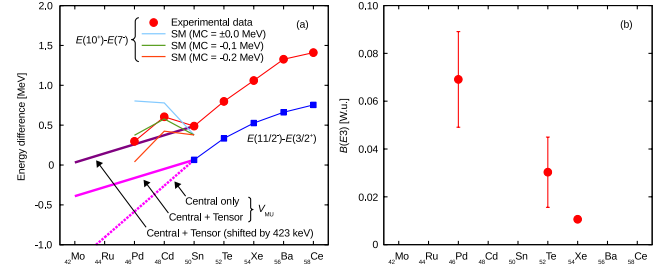 2,0
1,5
1,0
0,5
0
-0,5
-1,0
Energy difference [MeV]
(a)
E(10⁺)-E(7⁻)
Experimental data
SM (MC = ±0,0 MeV)
SM (MC = -0,1 MeV)
SM (MC = -0.2 MeV)
E(11/2⁻)-E(3/2⁺)
Central only
Central + Tensor
V_MU
Central + Tensor (shifted by 423 keV)
₄₂Mo ₄₄Ru ₄₆Pd ₄₈Cd ₅₀Sn ₅₂Te ₅₄Xe ₅₆Ba ₅₈Ce
0.10
0.08
0.06
0.04
0.02
0
B(E3) [W.u.]
(b)
₄₂Mo ₄₄Ru ₄₆Pd ₄₈Cd ₅₀Sn ₅₂Te ₅₄Xe ₅₆Ba ₅₈Ce